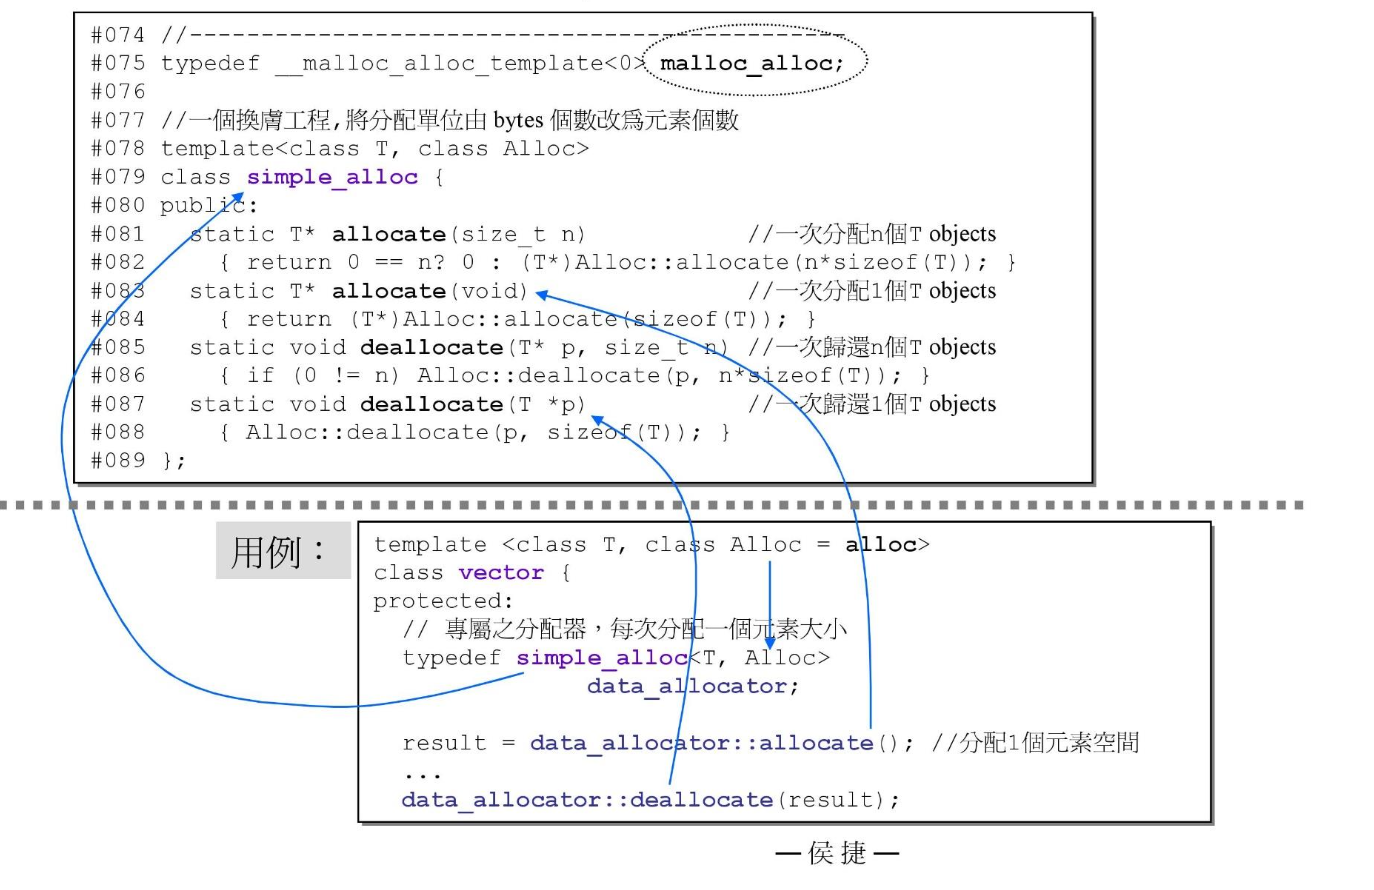 #074 //----------------------------------------------
#075 typedef __malloc_alloc_template<0> malloc_alloc;
#076
#077 //一個換膚工程,將分配單位由 bytes 個數改為元素個數
#078 template<class T, class Alloc>
#079 class simple_alloc {
#080 public:
#081   static T* allocate(size_t n)           //一次分配n個T objects
#082     { return 0 == n? 0 : (T*)Alloc::allocate(n*sizeof(T)); }
#083   static T* allocate(void)               //一次分配1個T objects
#084     { return (T*)Alloc::allocate(sizeof(T)); }
#085   static void deallocate(T* p, size_t n) //一次歸還n個T objects
#086     { if (0 != n) Alloc::deallocate(p, n*sizeof(T)); }
#087   static void deallocate(T *p)           //一次歸還1個T objects
#088     { Alloc::deallocate(p, sizeof(T)); }
#089 };
用例：
template <class T, class Alloc = alloc>
class vector {
protected:
  // 專屬之分配器，每次分配一個元素大小
  typedef simple_alloc<T, Alloc>
               data_allocator;
  result = data_allocator::allocate(); //分配1個元素空間
  ...
  data_allocator::deallocate(result);
— 侯捷 —